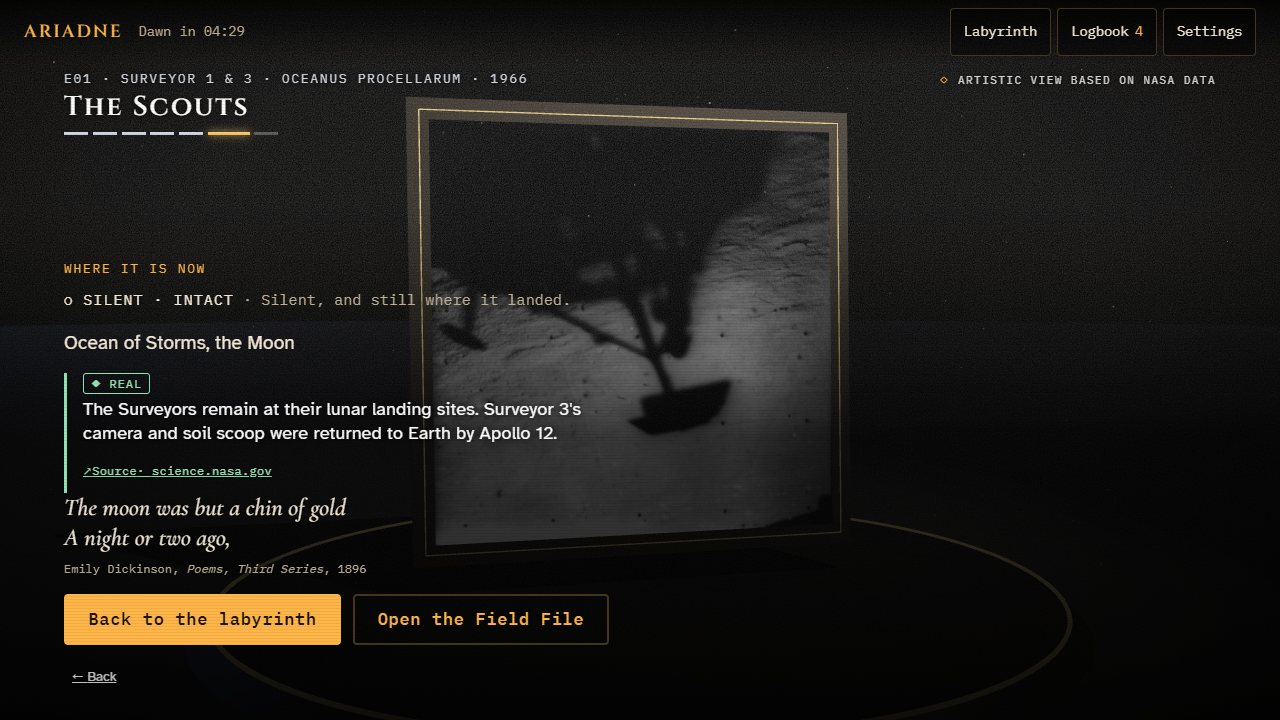 ARIADNE Dawn in 04:29 Labyrinth Logbook 4 Settings
E01 · SURVEYOR 1 & 3 · OCEANUS PROCELLARUM · 1966
◇ ARTISTIC VIEW BASED ON NASA DATA
The Scouts
WHERE IT IS NOW
○ SILENT · INTACT · Silent, and still where it landed.
Ocean of Storms, the Moon
◆ REAL
The Surveyors remain at their lunar landing sites. Surveyor 3's
camera and soil scoop were returned to Earth by Apollo 12.
↗Source· science.nasa.gov
The moon was but a chin of gold
A night or two ago,
Emily Dickinson, Poems, Third Series, 1896
Back to the labyrinth Open the Field File
← Back